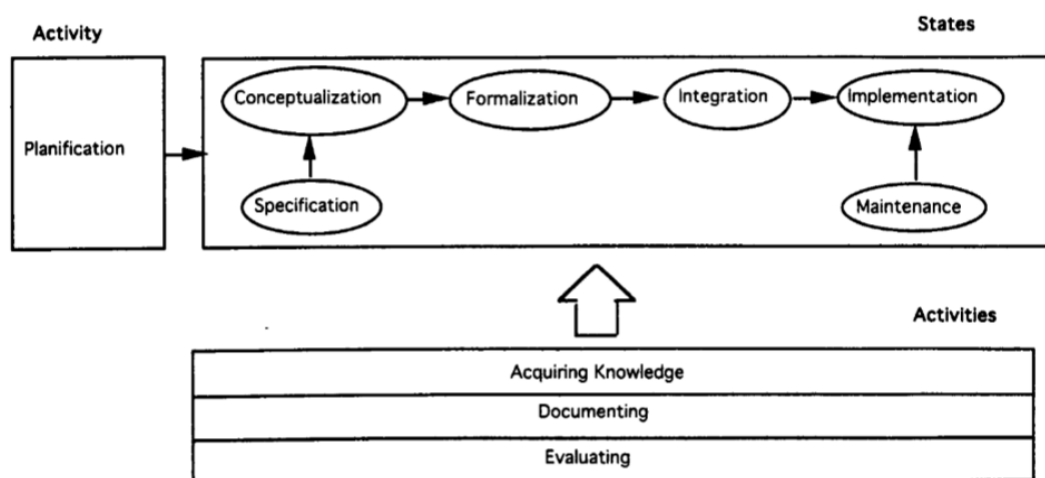 Activity
States
Planification
Conceptualization
Formalization
Integration
Implementation
Specification
Maintenance
Activities
Acquiring Knowledge
Documenting
Evaluating